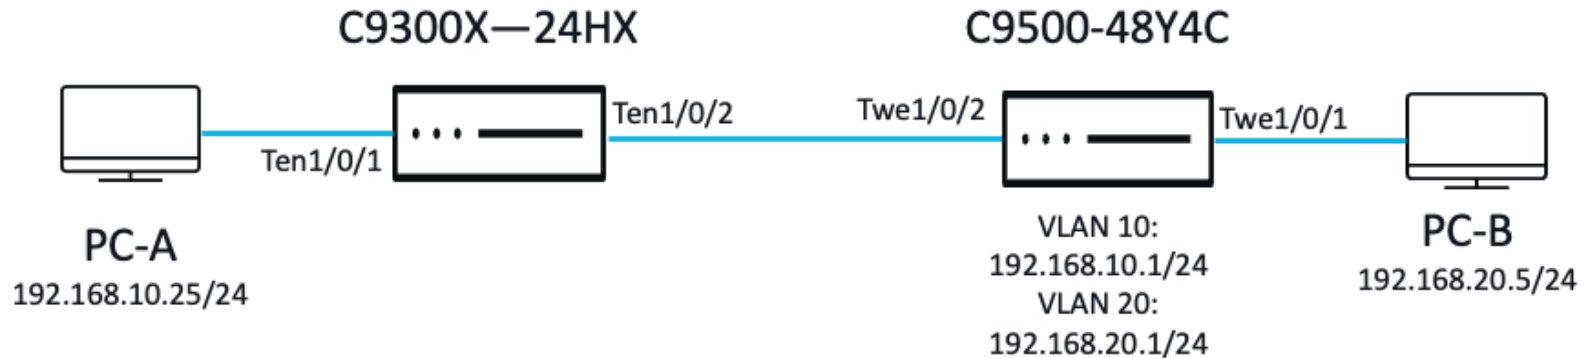 C9300X—24HX
C9500-48Y4C
Ten1/0/2
Twe1/0/2
Twe1/0/1
Ten1/0/1
PC-A
192.168.10.25/24
VLAN 10:
192.168.10.1/24
VLAN 20:
192.168.20.1/24
PC-B
192.168.20.5/24